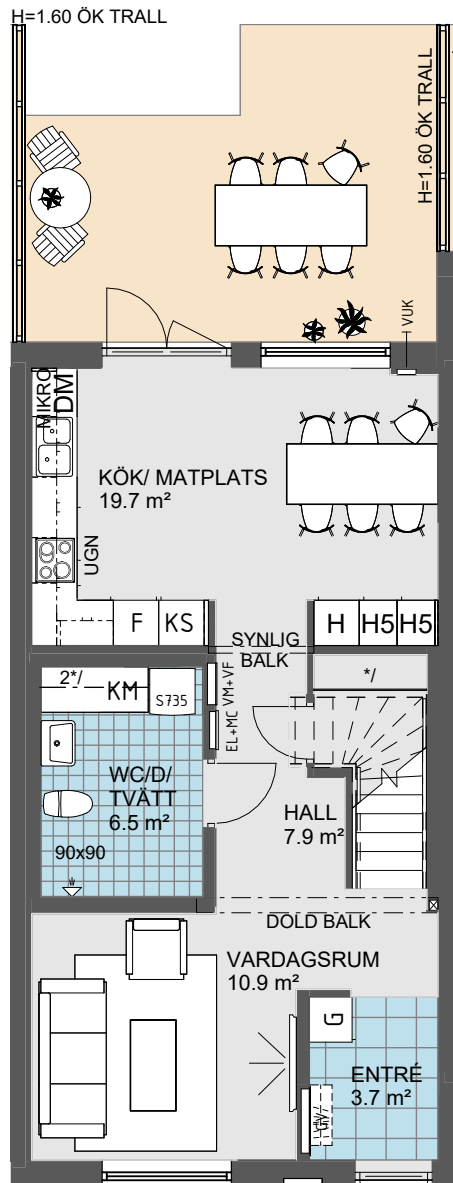 H=1.60 ÖK TRALL
H=1.60 ÖK TRALL
VUK
MIKRO
DM
KÖK/ MATPLATS
19.7 m²
UGN
F
KS
H
H5
H5
SYNLIG
BALK
2*/
KM
S735
EL+MC
VM+VF
*/
WC/D/
TVÄTT
6.5 m²
90x90
HALL
7.9 m²
DOLD BALK
VARDAGSRUM
10.9 m²
G
ENTRÉ
3.7 m²